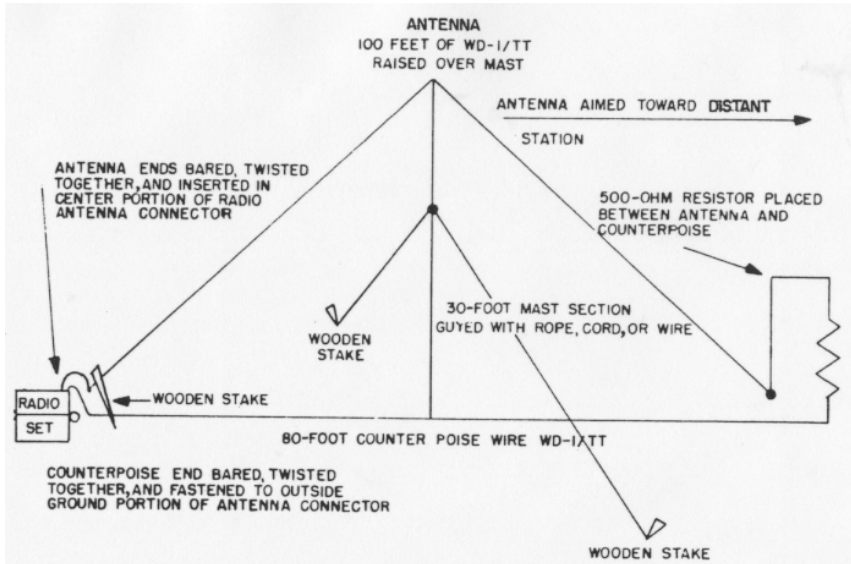 ANTENNA
100 FEET OF WD-1/TT
RAISED OVER MAST
ANTENNA AIMED TOWARD DISTANT
STATION
ANTENNA ENDS BARED, TWISTED
TOGETHER, AND INSERTED IN
CENTER PORTION OF RADIO
ANTENNA CONNECTOR
500-OHM RESISTOR PLACED
BETWEEN ANTENNA AND
COUNTERPOISE
30-FOOT MAST SECTION
GUYED WITH ROPE, CORD, OR WIRE
WOODEN
STAKE
WOODEN STAKE
RADIO
SET
80-FOOT COUNTER POISE WIRE WD-1/TT
COUNTERPOISE END BARED, TWISTED
TOGETHER, AND FASTENED TO OUTSIDE
GROUND PORTION OF ANTENNA CONNECTOR
WOODEN STAKE